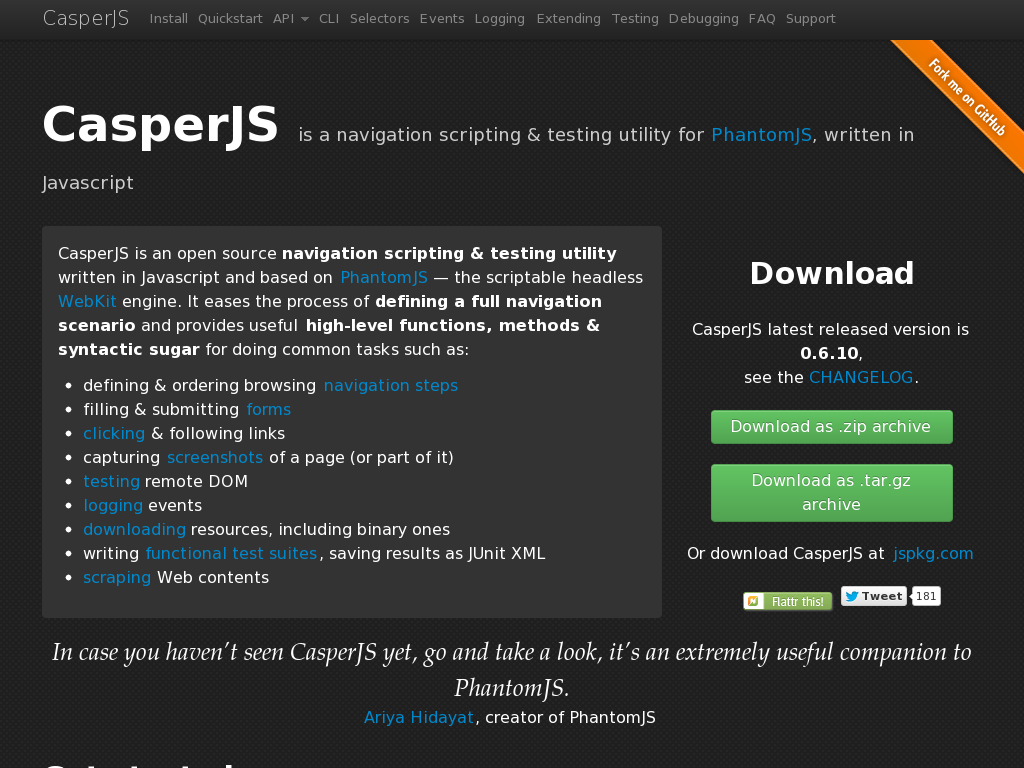 CasperJS Install Quickstart API CLI Selectors Events Logging Extending Testing Debugging FAQ Support
Fork me on GitHub
CasperJS is a navigation scripting & testing utility for PhantomJS, written in
Javascript
CasperJS is an open source navigation scripting & testing utility
written in Javascript and based on PhantomJS — the scriptable headless
WebKit engine. It eases the process of defining a full navigation
scenario and provides useful high-level functions, methods &
syntactic sugar for doing common tasks such as:
• defining & ordering browsing navigation steps
• filling & submitting forms
• clicking & following links
• capturing screenshots of a page (or part of it)
• testing remote DOM
• logging events
• downloading resources, including binary ones
• writing functional test suites, saving results as JUnit XML
• scraping Web contents
Download
CasperJS latest released version is
0.6.10,
see the CHANGELOG.
Download as .zip archive
Download as .tar.gz
archive
Or download CasperJS at jspkg.com
Flattr this! Tweet 181
In case you haven’t seen CasperJS yet, go and take a look, it’s an extremely useful companion to
PhantomJS.
Ariya Hidayat, creator of PhantomJS